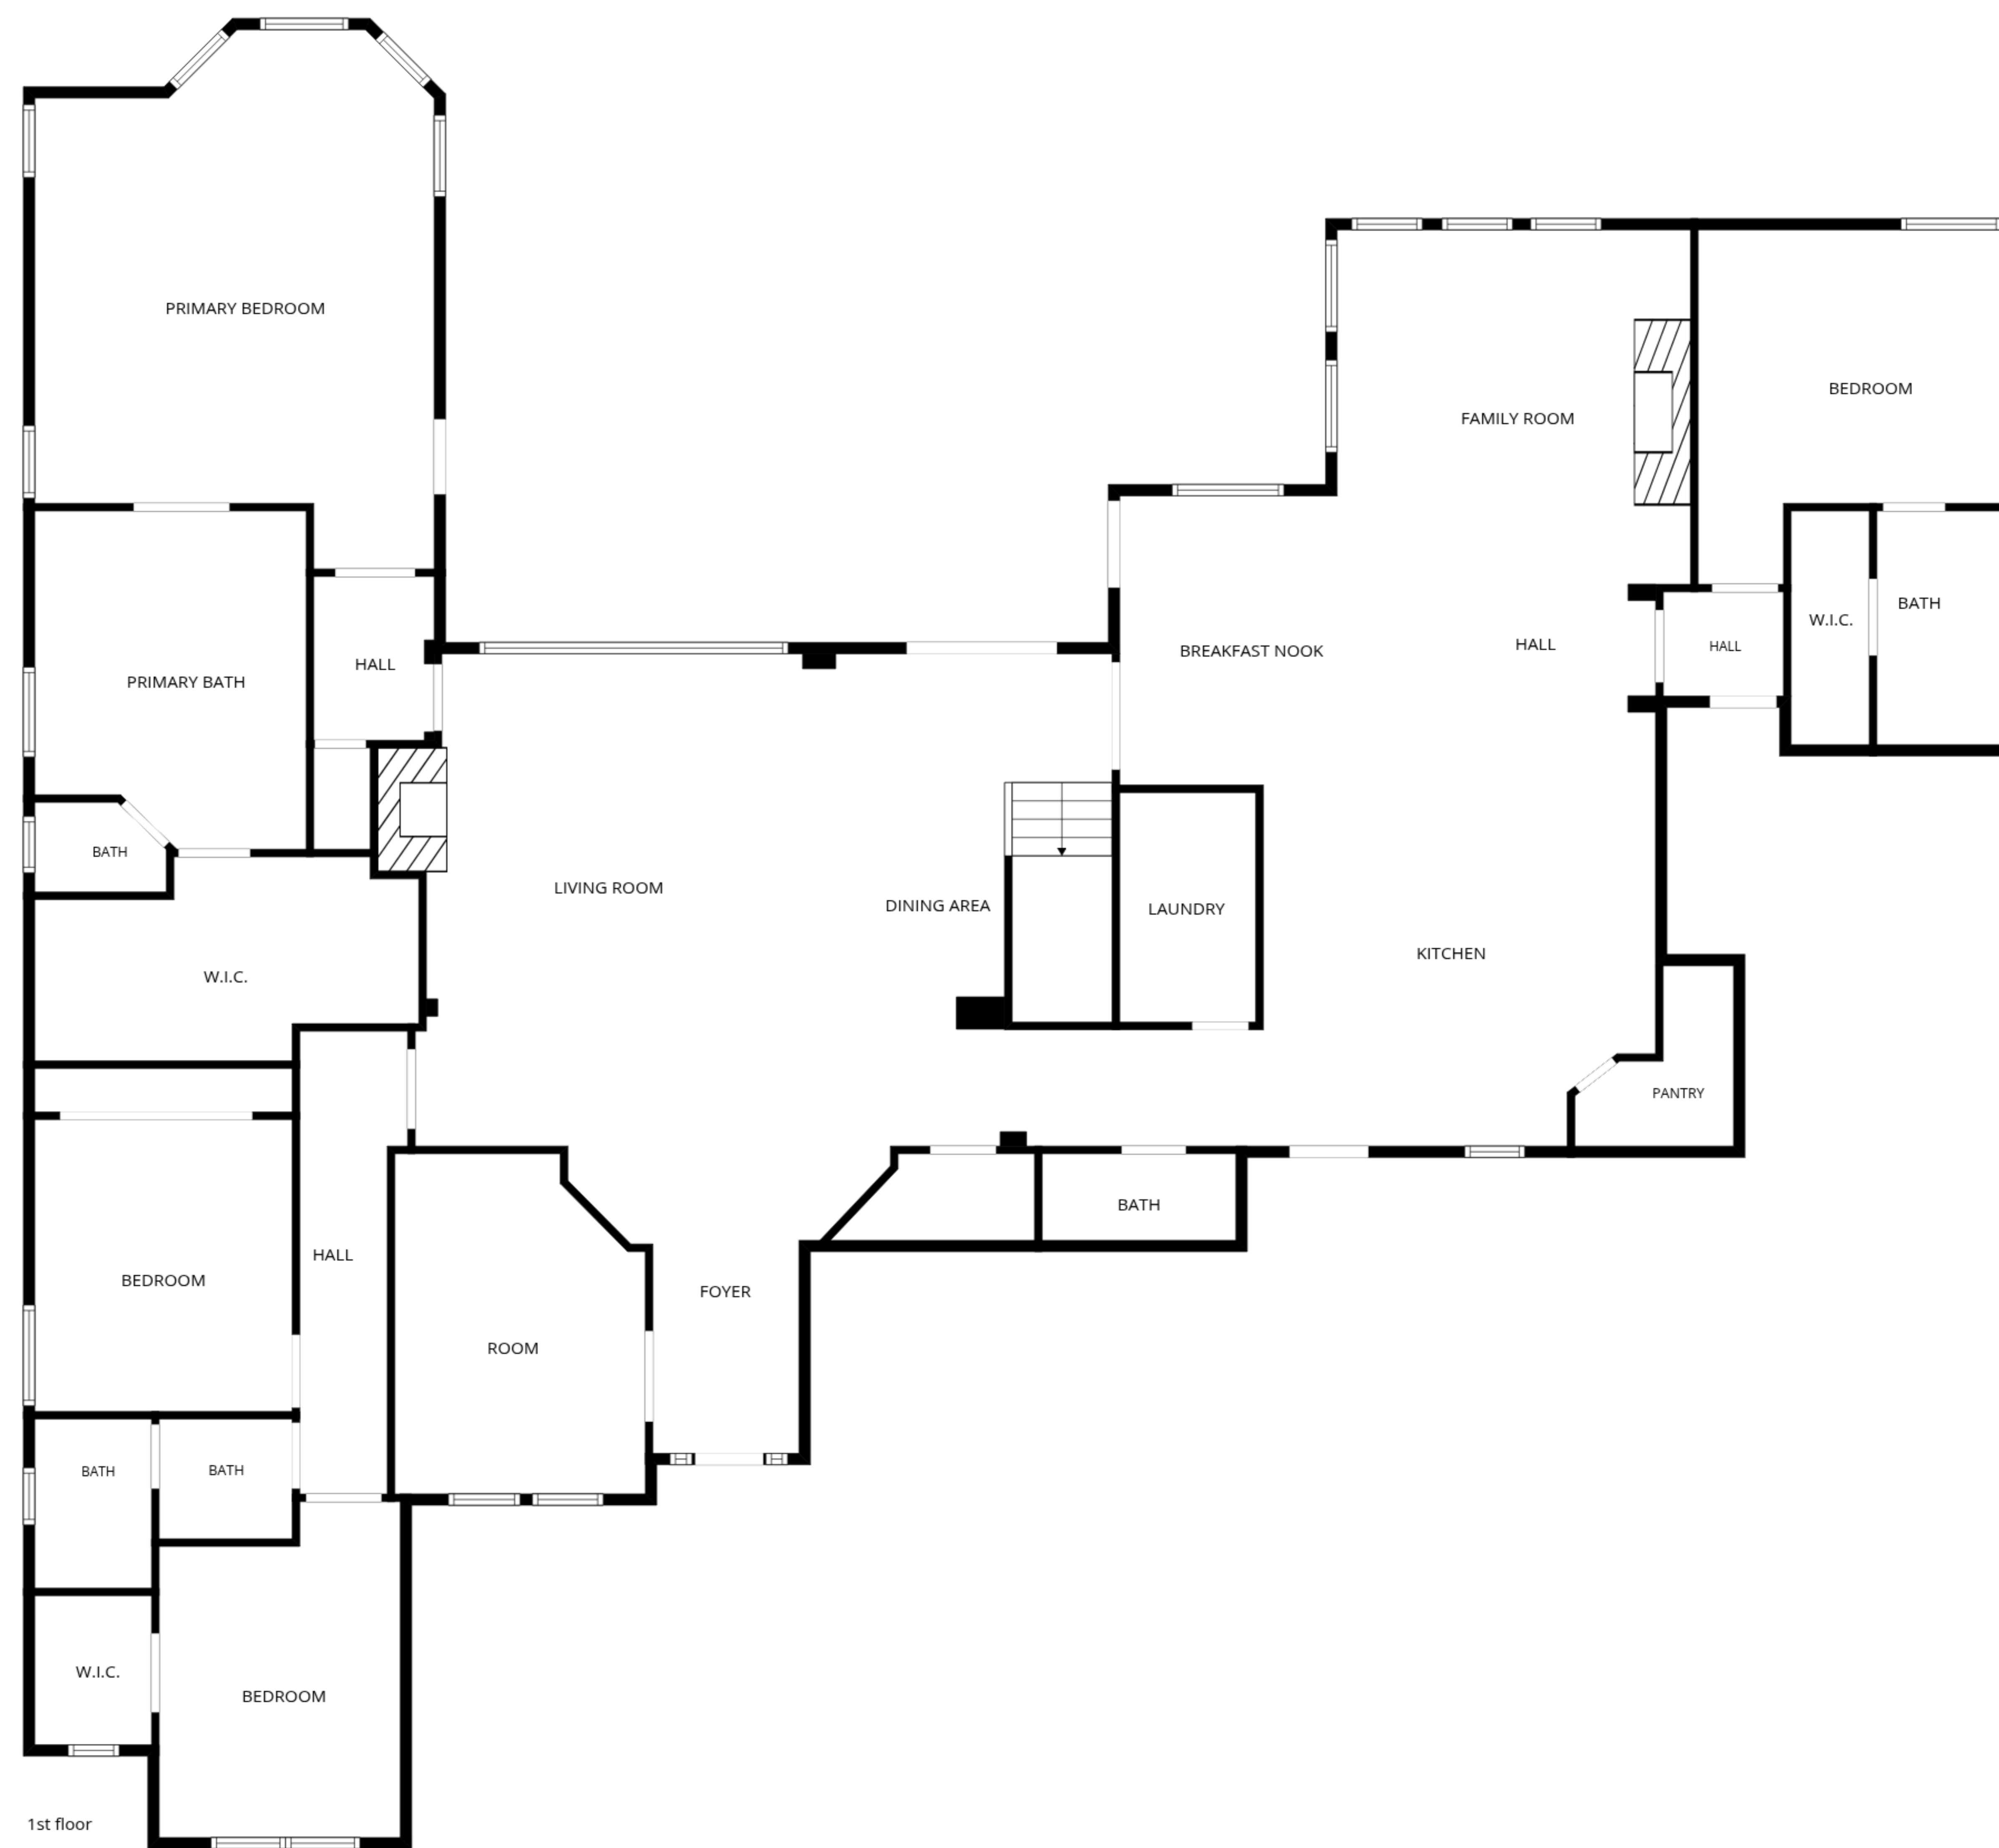 PRIMARY BEDROOM
BEDROOM
FAMILY ROOM
BATH
W.I.C.
HALL
HALL
BREAKFAST NOOK
HALL
PRIMARY BATH
BATH
LIVING ROOM
DINING AREA
LAUNDRY
KITCHEN
W.I.C.
PANTRY
BATH
HALL
BEDROOM
FOYER
ROOM
BATH
BATH
W.I.C.
BEDROOM
1st floor